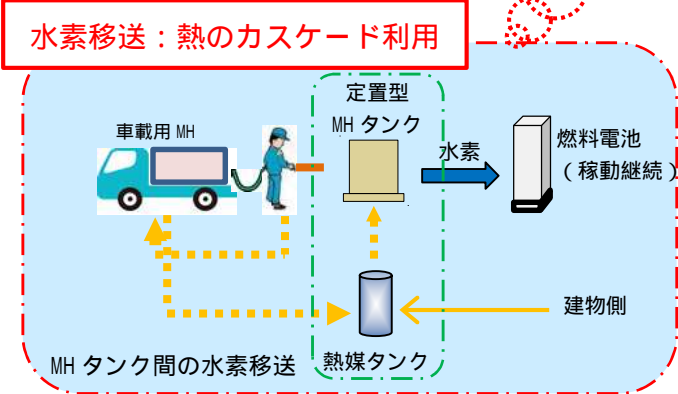 水素移送：熱のカスケード利用
定置型
MH タンク
車載用 MH
水素
燃料電池
（稼動継続）
建物側
MH タンク間の水素移送
熱媒タンク